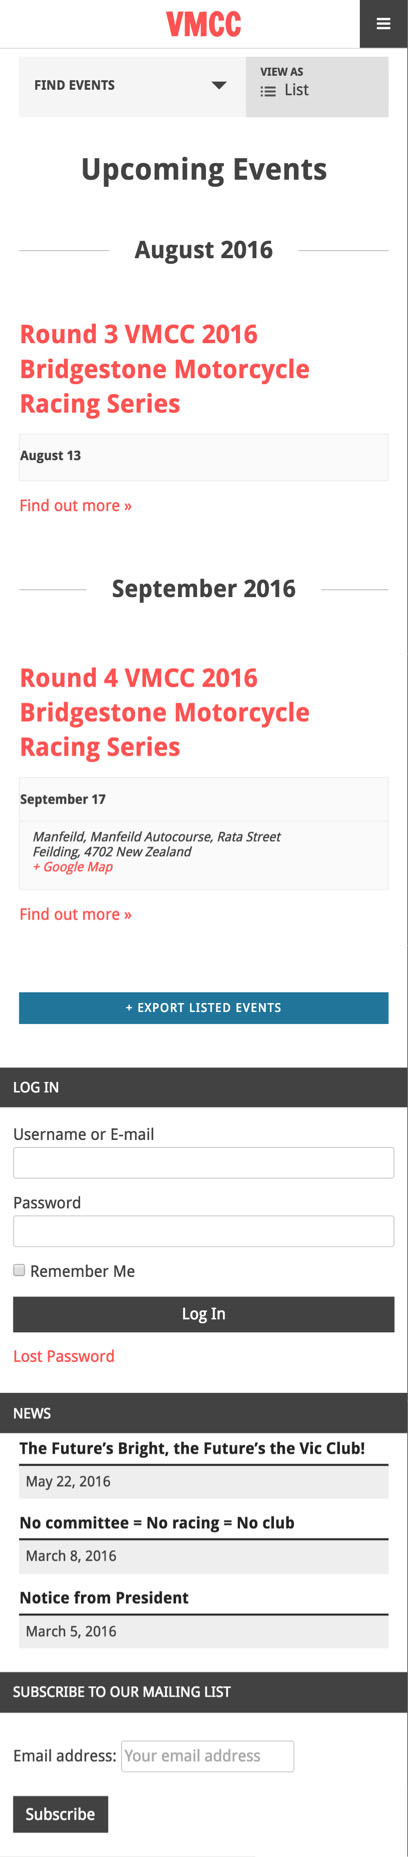 VMCC
FIND EVENTS
VIEW AS
List
Upcoming Events
August 2016
Round 3 VMCC 2016
Bridgestone Motorcycle
Racing Series
August 13
Find out more »
September 2016
Round 4 VMCC 2016
Bridgestone Motorcycle
Racing Series
September 17
Manfeild, Manfeild Autocourse, Rata Street
Feilding, 4702 New Zealand
+ Google Map
Find out more »
+ EXPORT LISTED EVENTS
LOG IN
Username or E-mail
Password
Remember Me
Log In
Lost Password
NEWS
The Future’s Bright, the Future’s the Vic Club!
May 22, 2016
No committee = No racing = No club
March 8, 2016
Notice from President
March 5, 2016
SUBSCRIBE TO OUR MAILING LIST
Email address: Your email address
Subscribe